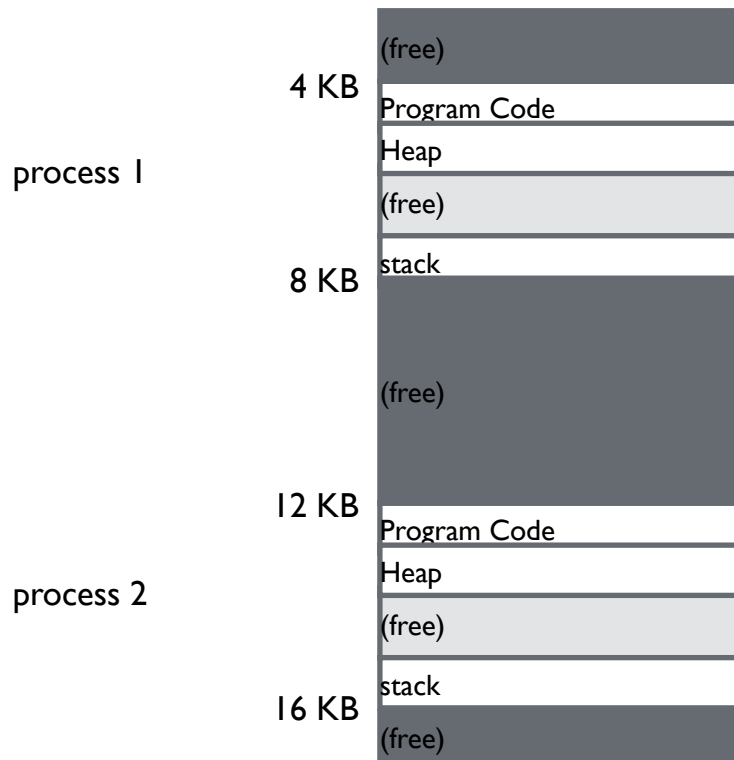 (free)
4 KB
Program Code
Heap
process 1
(free)
stack
8 KB
(free)
12 KB
Program Code
Heap
process 2
(free)
stack
16 KB
(free)